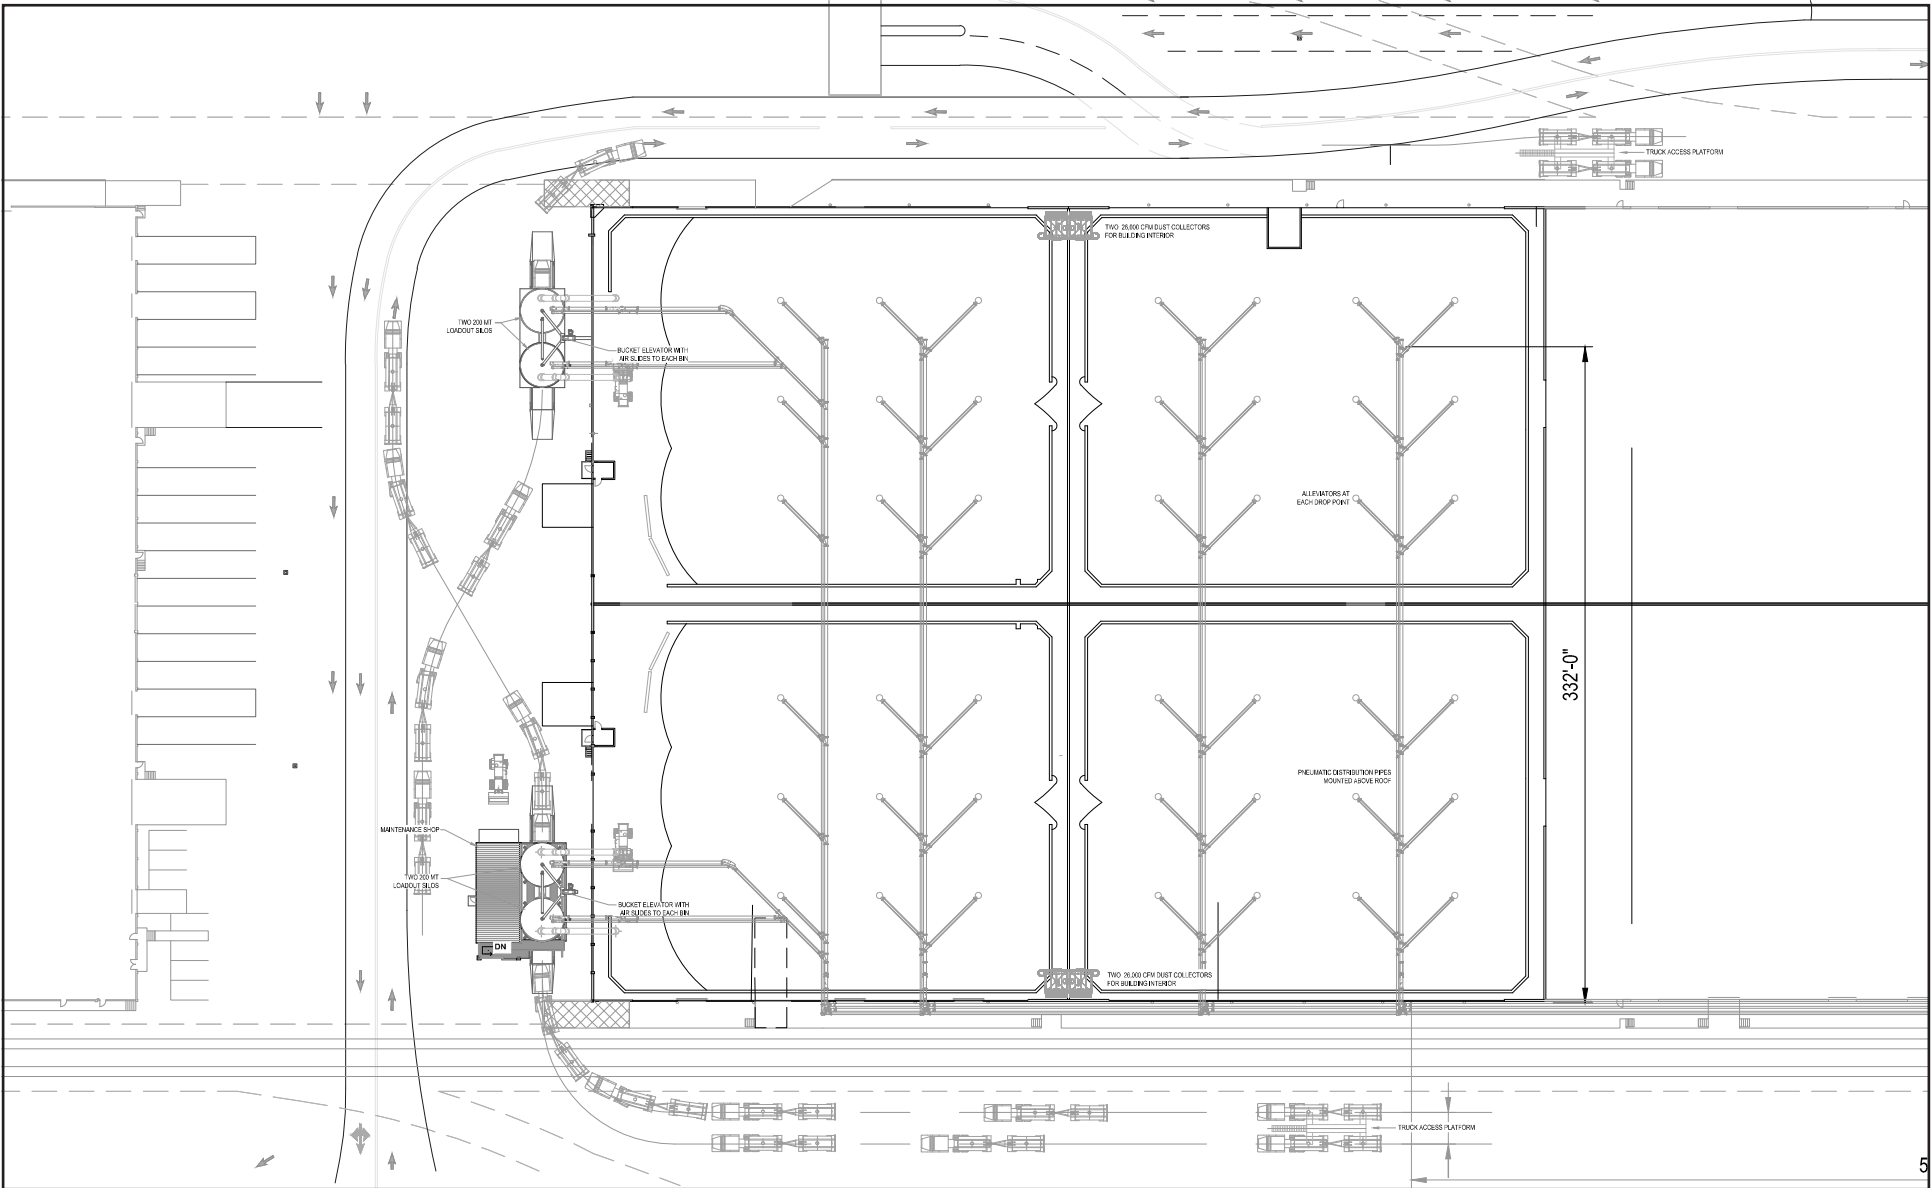 TRUCK ACCESS PLATFORM
TWO 26,000 CFM DUST COLLECTORS
FOR BUILDING INTERIOR
TWO 200 MT
LOADOUT SILOS
BUCKET ELEVATOR WITH
AIR SLIDES TO EACH BIN
ALLEVIATORS AT
EACH DROP POINT
332'-0"
PNEUMATIC DISTRIBUTION PIPES
MOUNTED ABOVE ROOF
MAINTENANCE SHOP
TWO 200 MT
LOADOUT SILOS
BUCKET ELEVATOR WITH
AIR SLIDES TO EACH BIN
DN
TWO 26,000 CFM DUST COLLECTORS
FOR BUILDING INTERIOR
TRUCK ACCESS PLATFORM
5